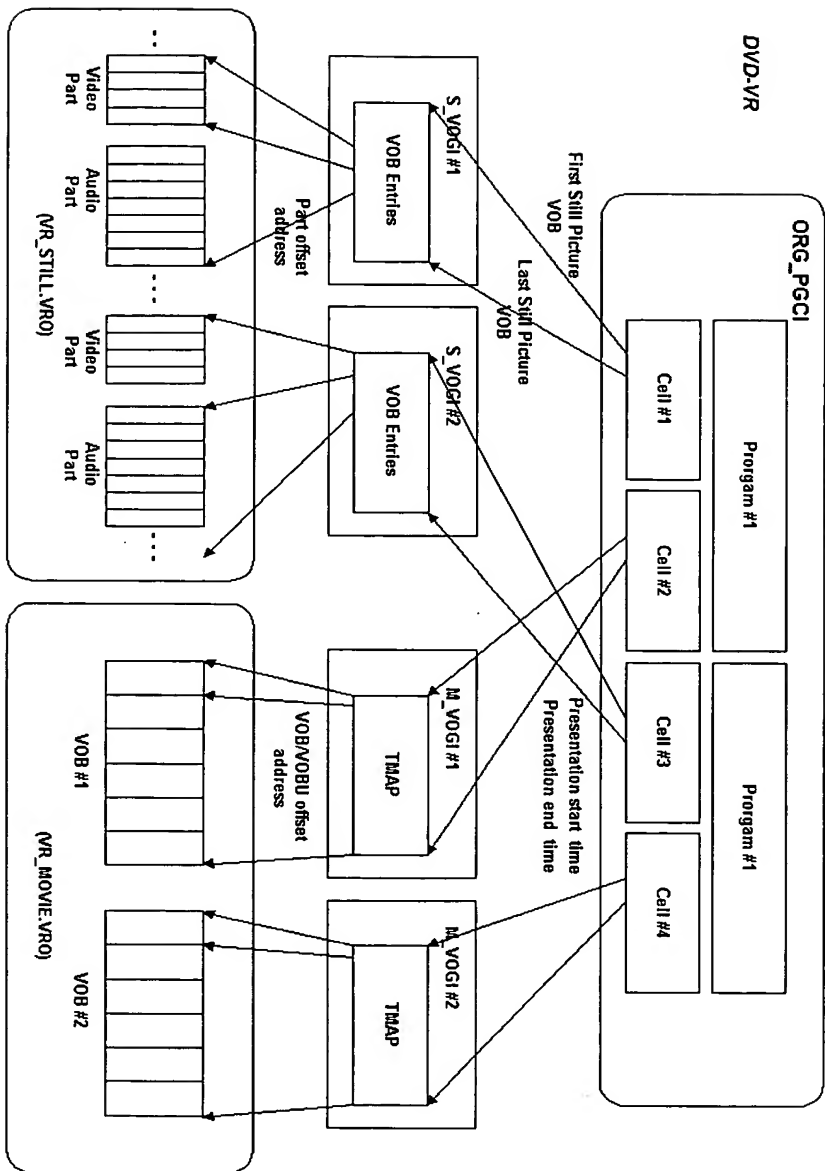 DVD-VR
ORG_PGCI
Prorgam #1
Prorgam #1
Cell #1
Cell #2
Cell #3
Cell #4
First Still Picture
VOB
Last Still Picture
VOB
Presentation start time
Presentation end time
S_VOGI #1
VOB Entries
S_VOGI #2
VOB Entries
M_VOGI #1
TMAP
M_VOGI #2
TMAP
Part offset
address
VOB/VOBU offset
address
...
Video
Part
Audio
Part
...
Video
Part
Audio
Part
...
(VR_STILL.VRO)
VOB #1
VOB #2
(VR_MOVIE.VRO)